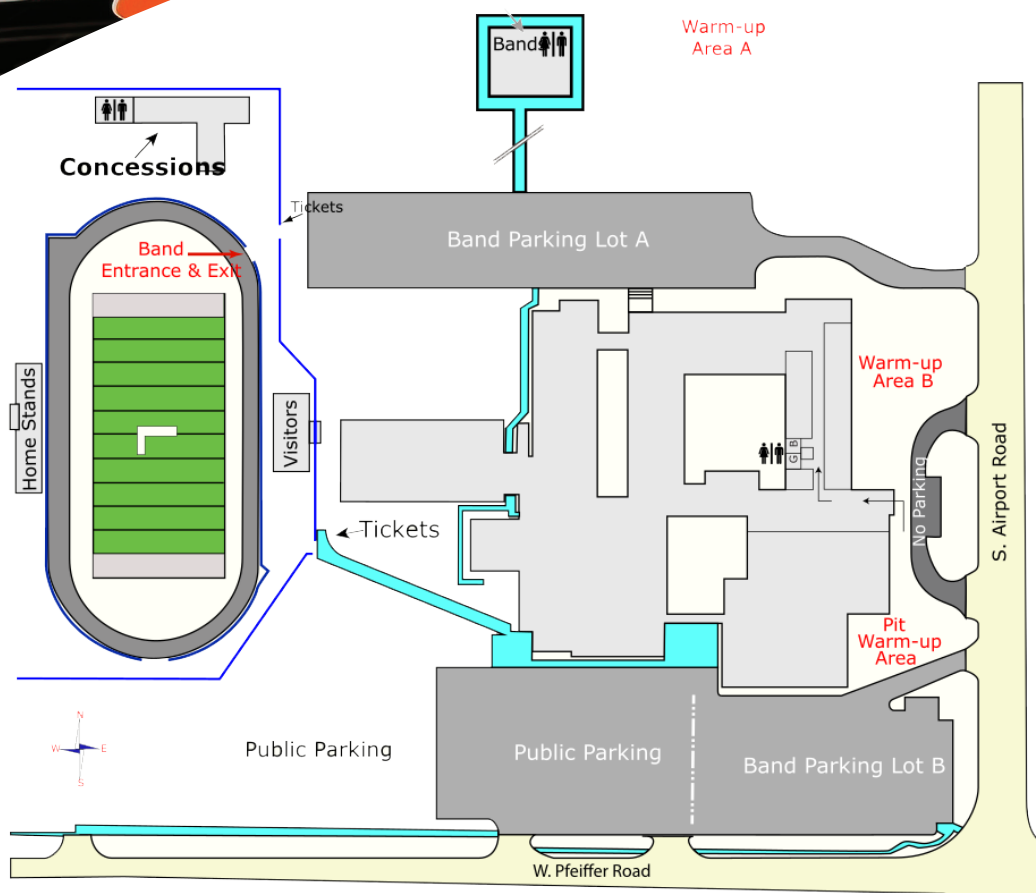 Warm-up
Area A
Bands
Concessions
Tickets
Band
Entrance & Exit
Band Parking Lot A
Home Stands
Visitors
Warm-up
Area B
B
G
No Parking
S. Airport Road
Tickets
Pit
Warm-up
Area
N
W
E
S
Public Parking
Public Parking
Band Parking Lot B
W. Pfeiffer Road